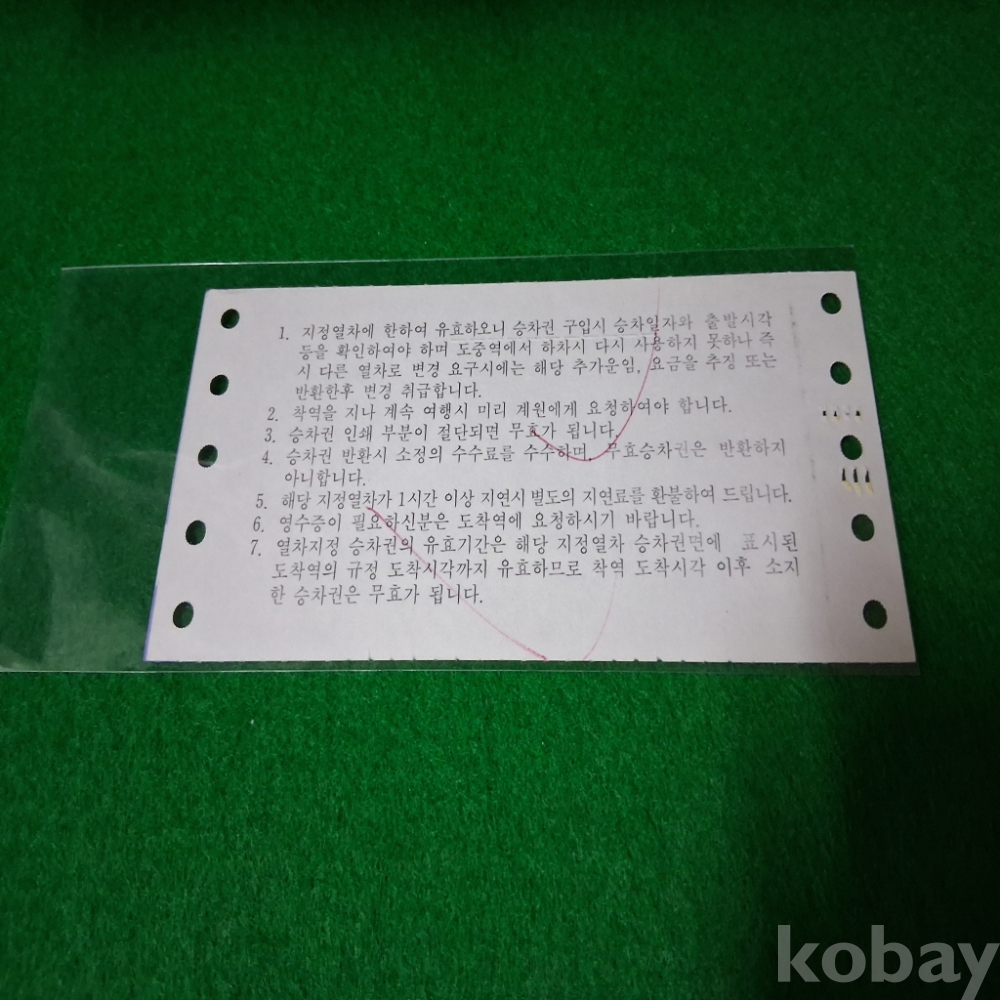 1. 지정열차에 한하여 유효하오니 승차권 구입시 승차일자와 출발시각
등을 확인하여야 하며 도중역에서 하차시 다시 사용하지 못하나 즉
시 다른 열차로 변경 요구시에는 해당 추가운임, 요금을 추징 또는
반환한후 변경 취급합니다.
2. 착역을 지나 계속 여행시 미리 계원에게 요청하여야 합니다.
3. 승차권 인쇄 부분이 절단되면 무효가 됩니다.
4. 승차권 반환시 소정의 수수료를 수수하며, 무효승차권은 반환하지
아니합니다.
5. 해당 지정열차가 1시간 이상 지연시 별도의 지연료를 환불하여 드립니다.
6. 영수증이 필요하신분은 도착역에 요청하시기 바랍니다.
7. 열차지정 승차권의 유효기간은 해당 지정열차 승차권면에 표시된
도착역의 규정 도착시각까지 유효하므로 착역 도착시각 이후 소지
한 승차권은 무효가 됩니다.
kobay